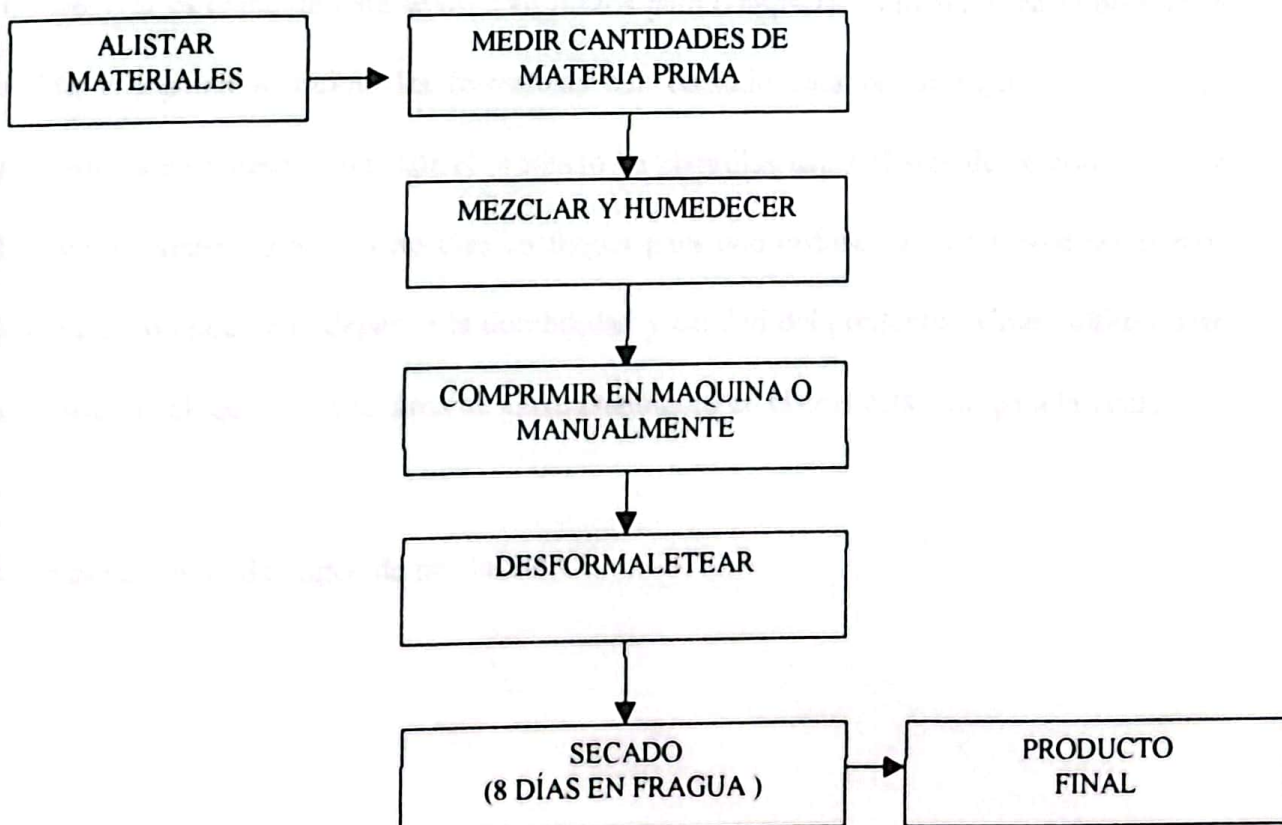 ALISTAR
MATERIALES
MEDIR CANTIDADES DE
MATERIA PRIMA
MEZCLAR Y HUMEDECER
COMPRIMIR EN MAQUINA O
MANUALMENTE
DESFORMALETEAR
SECADO
(8 DÍAS EN FRAGUA )
PRODUCTO
FINAL